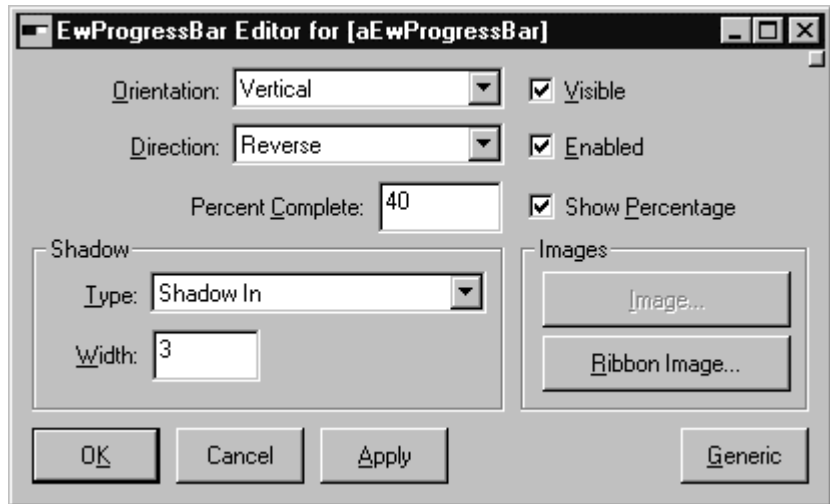 EwProgressBar Editor for [aEwProgressBar]
Orientation: Vertical Visible
Direction: Reverse Enabled
Percent Complete: 40 Show Percentage
Shadow Images
Type: Shadow In Image...
Width: 3 Ribbon Image...
OK Cancel Apply Generic